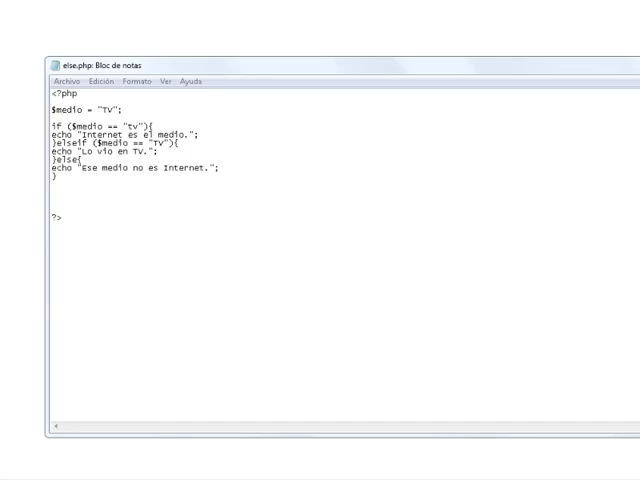 else.php: Bloc de notas
Archivo Edición Formato Ver Ayuda
<?php
$medio = "TV";
if ($medio == "tv"){
echo "Internet es el medio.";
}elseif ($medio == "TV"){
echo "Lo vio en TV.";
}else{
echo "Ese medio no es Internet.";
}
?>